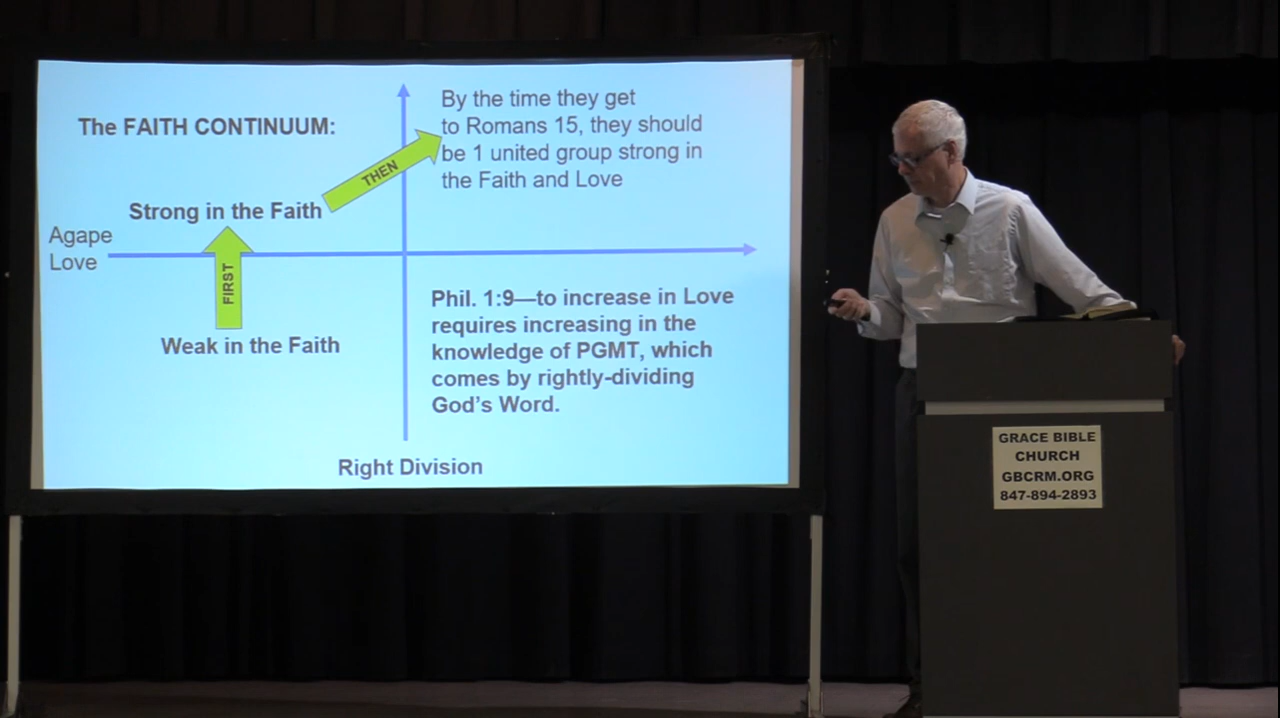 The FAITH CONTINUUM:
By the time they get
to Romans 15, they should
be 1 united group strong in
the Faith and Love
THEN
Strong in the Faith
Agape
Love
FIRST
Weak in the Faith
Phil. 1:9—to increase in Love
requires increasing in the
knowledge of PGMT, which
comes by rightly-dividing
God's Word.
Right Division
GRACE BIBLE
CHURCH
GBCRM.ORG
847-894-2893